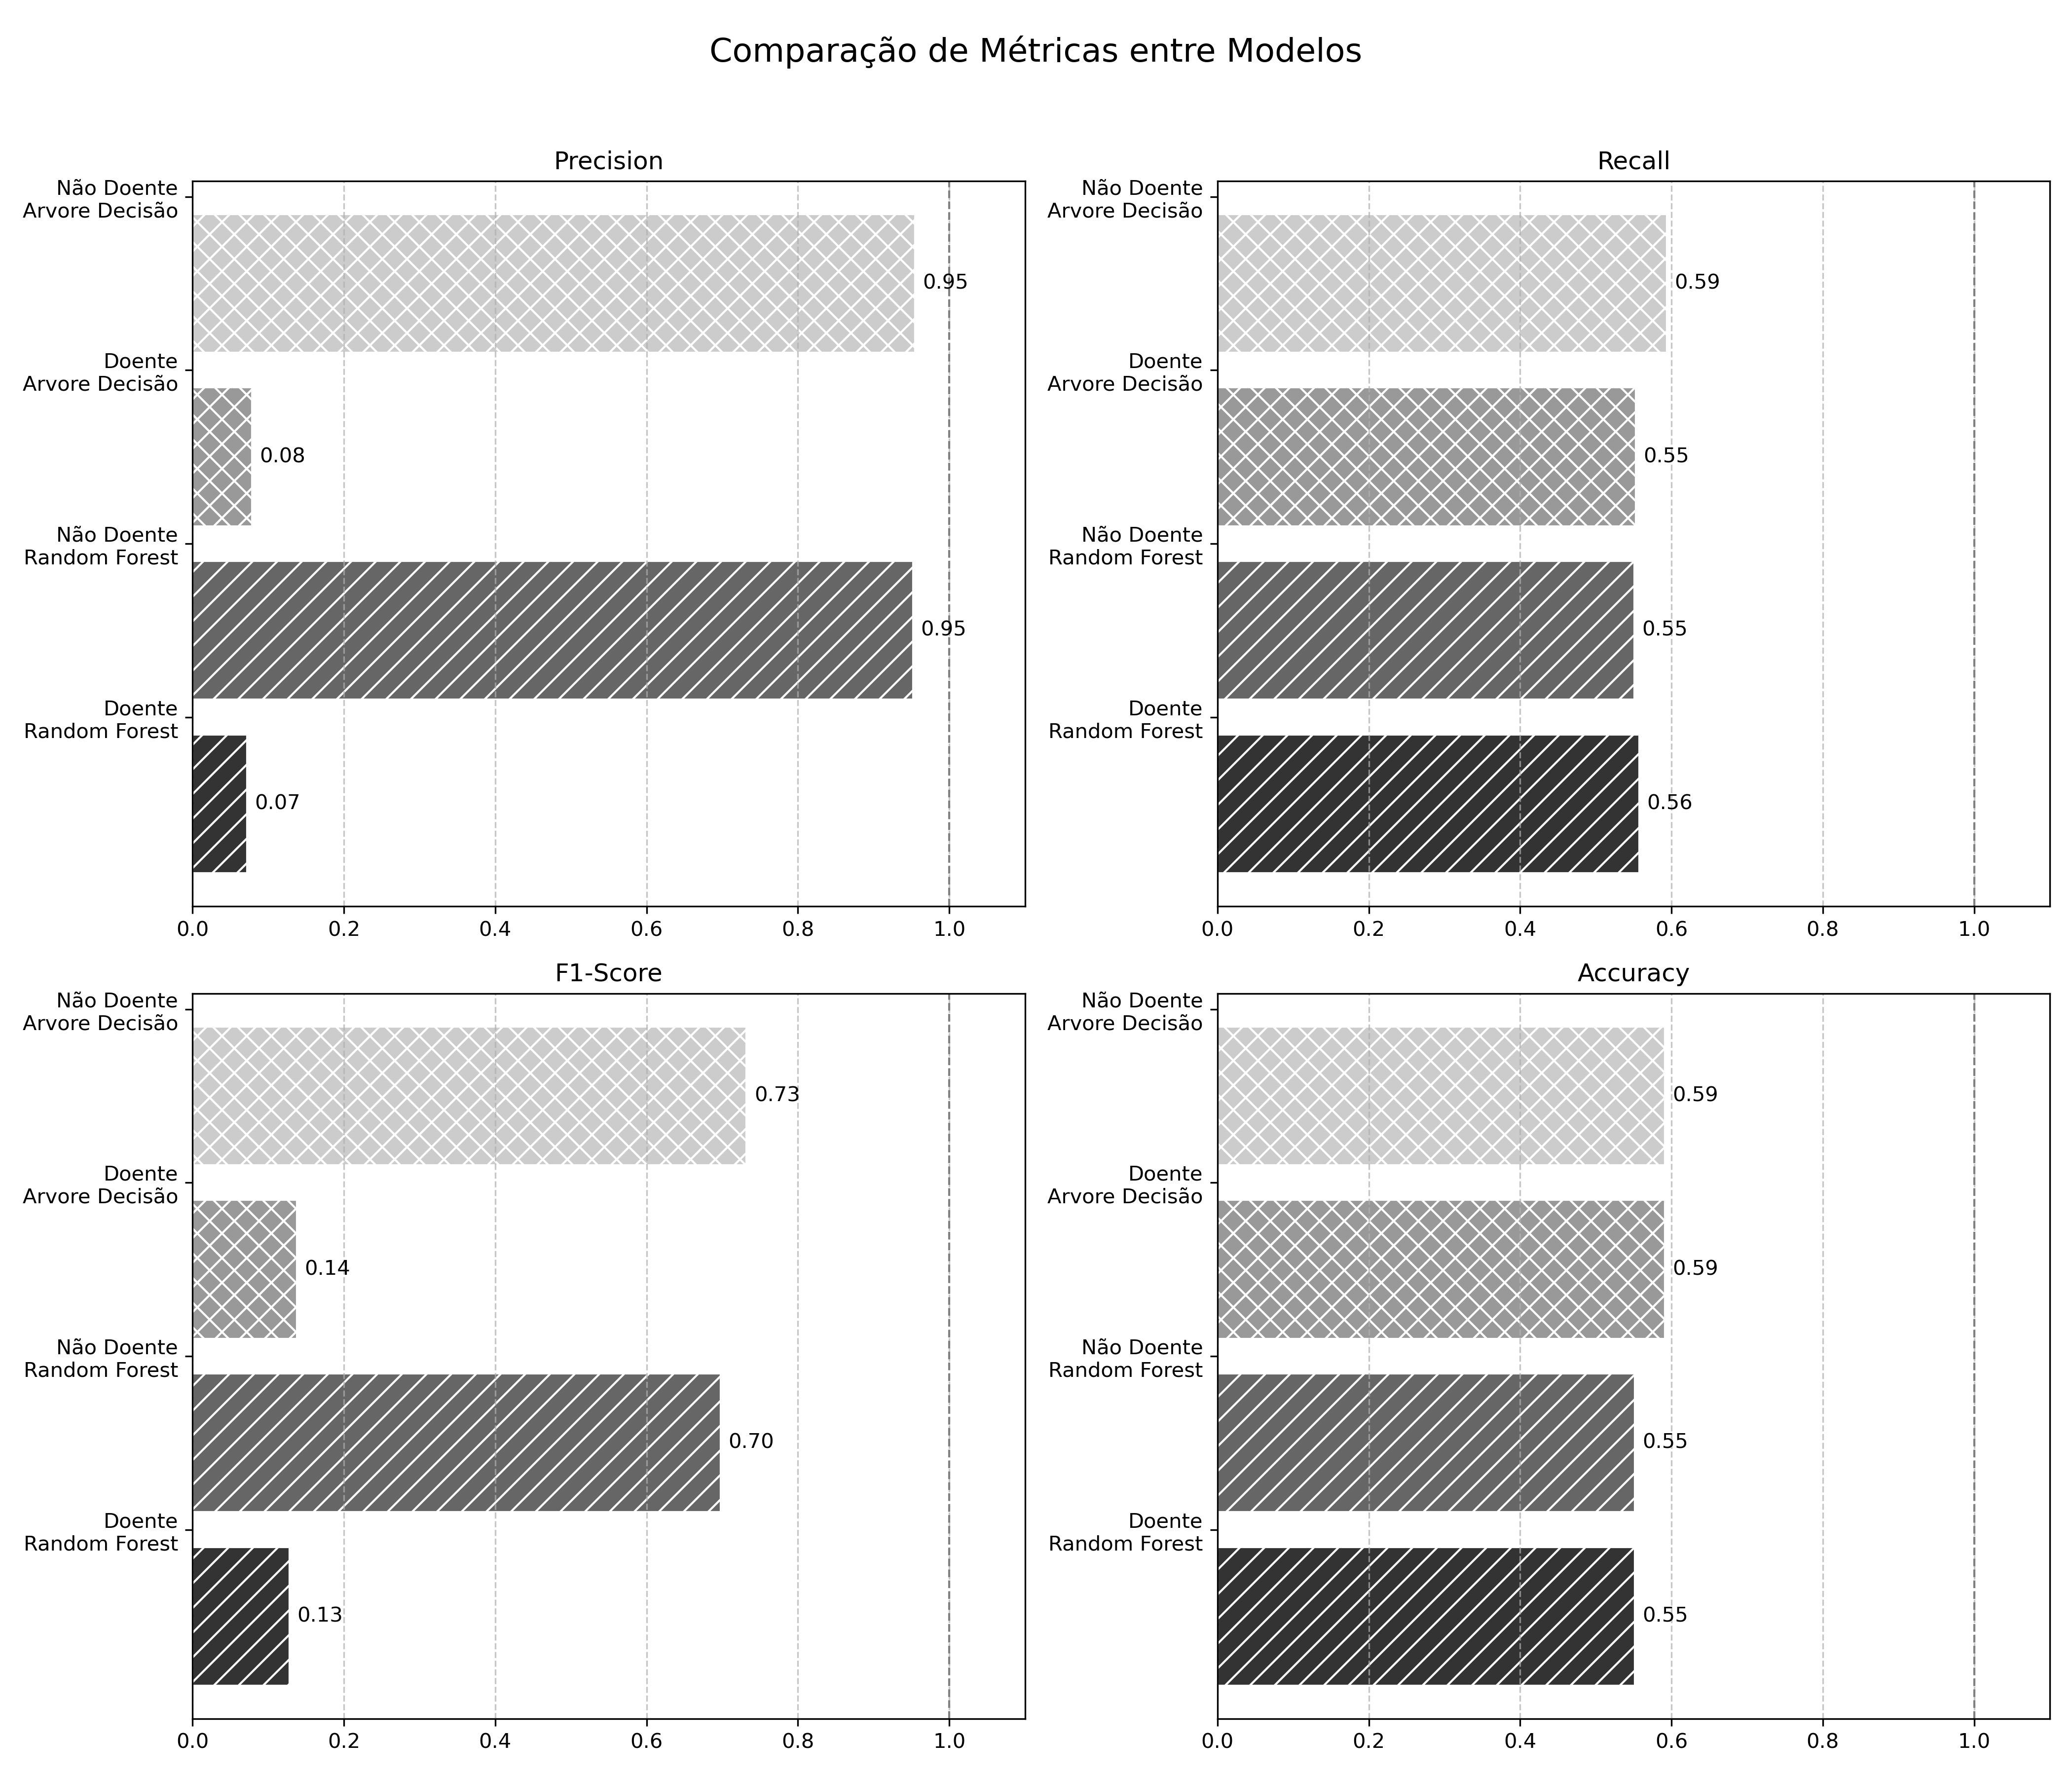 Comparação de Métricas entre Modelos
Precision
Não Doente
Arvore Decisão
0.95
Doente
Arvore Decisão
0.08
Não Doente
Random Forest
0.95
Doente
Random Forest
0.07
0.0 0.2 0.4 0.6 0.8 1.0
Recall
Não Doente
Arvore Decisão
0.59
Doente
Arvore Decisão
0.55
Não Doente
Random Forest
0.55
Doente
Random Forest
0.56
0.0 0.2 0.4 0.6 0.8 1.0
F1-Score
Não Doente
Arvore Decisão
0.73
Doente
Arvore Decisão
0.14
Não Doente
Random Forest
0.70
Doente
Random Forest
0.13
0.0 0.2 0.4 0.6 0.8 1.0
Accuracy
Não Doente
Arvore Decisão
0.59
Doente
Arvore Decisão
0.59
Não Doente
Random Forest
0.55
Doente
Random Forest
0.55
0.0 0.2 0.4 0.6 0.8 1.0